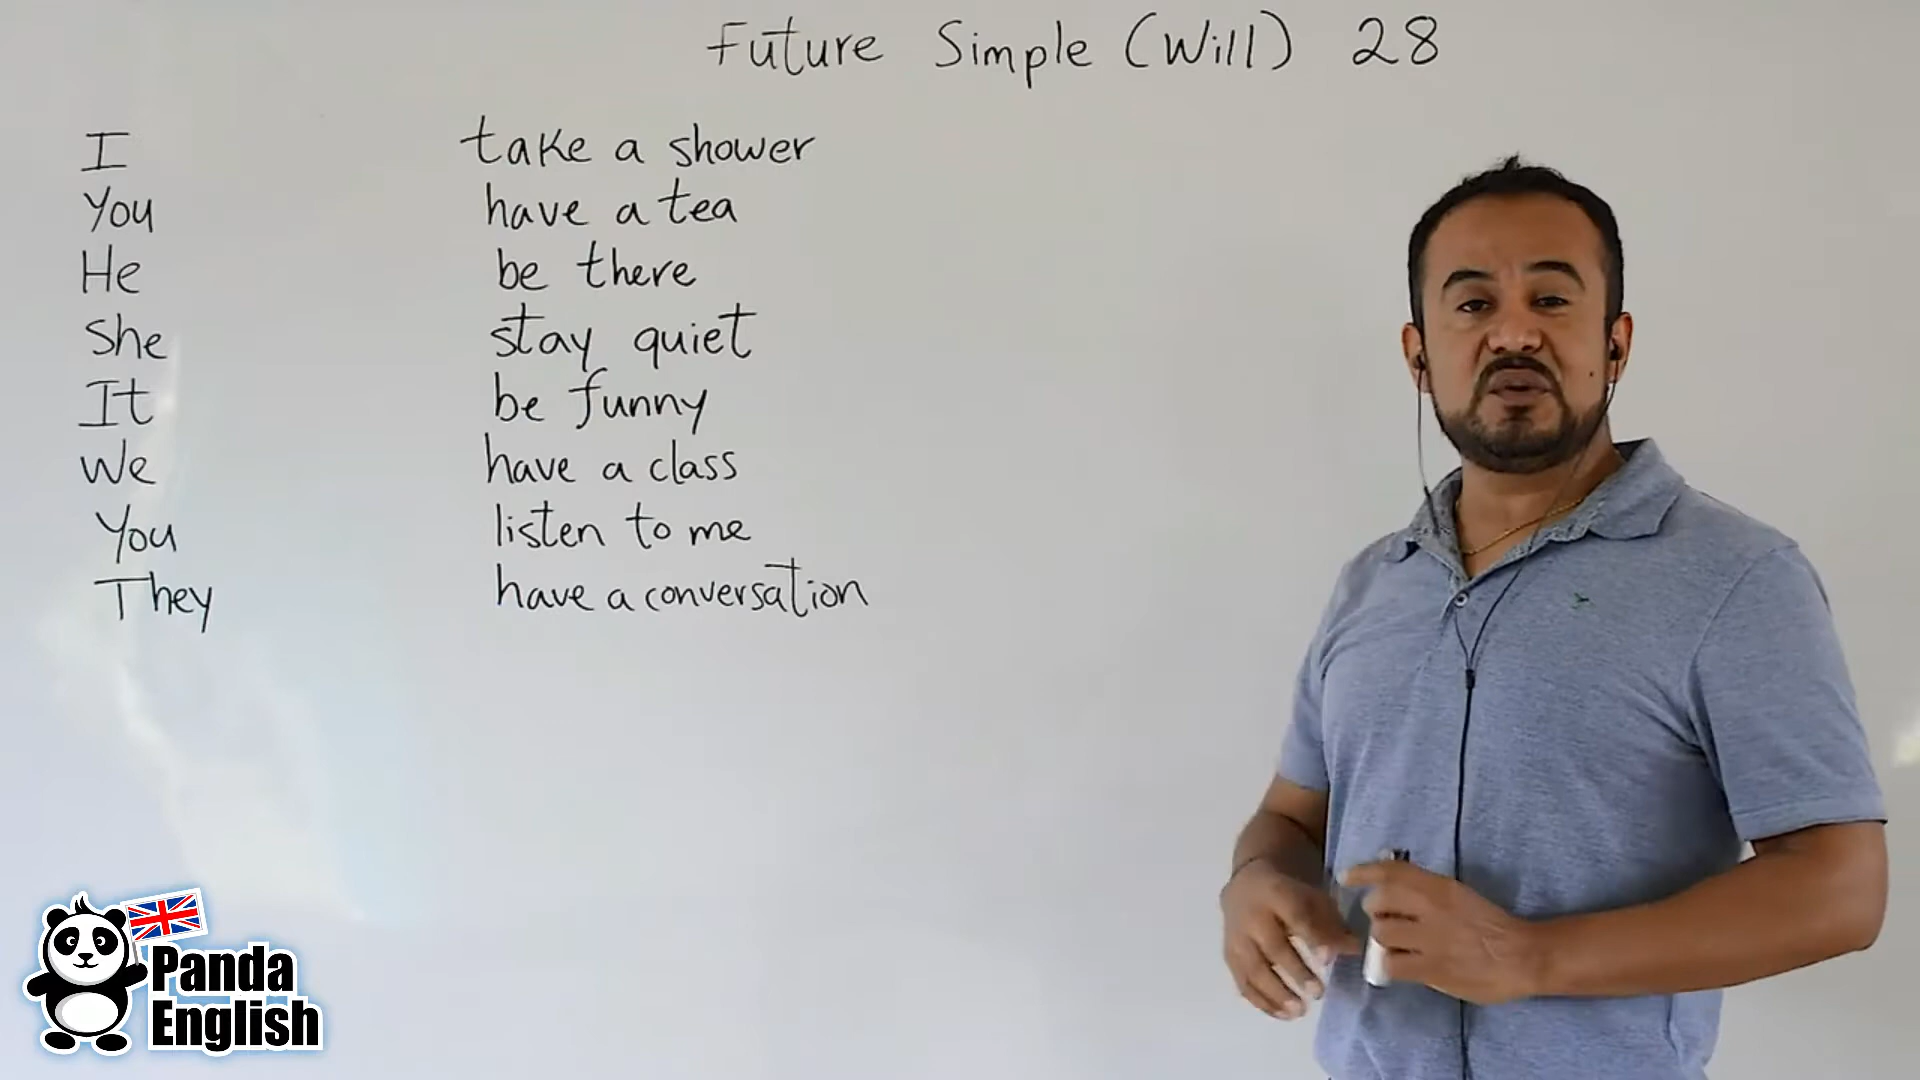 Future Simple (Will) 28
I take a shower
You have a tea
He be there
She stay quiet
It be funny
We have a class
You listen to me
They have a conversation
Panda
English